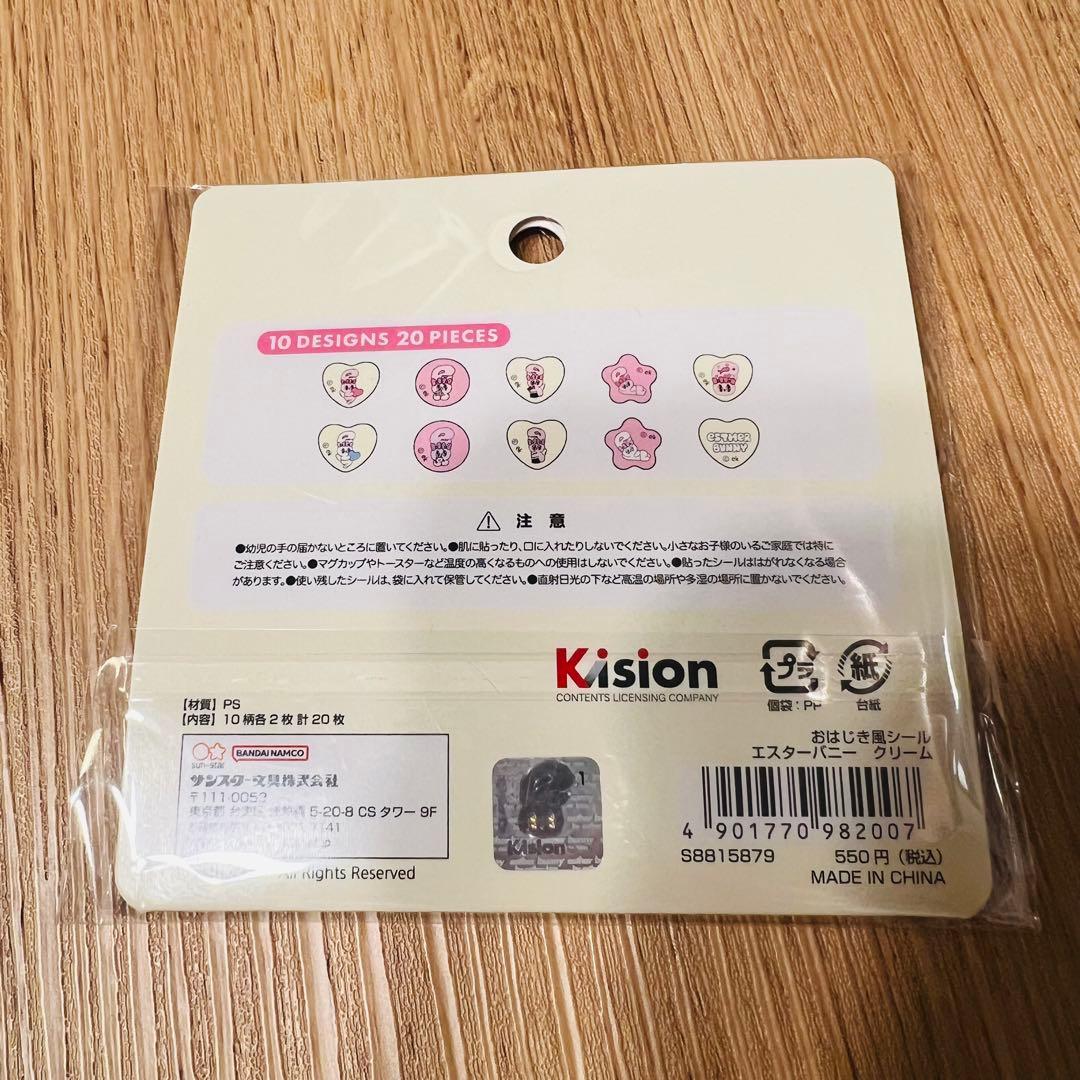 10 DESIGNS 20 PIECES
ESTHER
BUNNY
© ek
⚠ 注 意
●幼児の手の届かないところに置いてください。●肌に貼ったり、口に入れたりしないでください。小さなお子様のいるご家庭では特に
ご注意ください。●マグカップやトースターなど温度の高くなるものへの使用はしないでください。●貼ったシールははがれなくなる場合
があります。●使い残したシールは、袋に入れて保管してください。●直射日光の下など高温の場所や多湿の場所に置かないでください。
Kision
CONTENTS LICENSING COMPANY
プラ
紙
個袋:PP
台紙
【材質】PS
【内容】10柄各2枚 計20枚
sun-star
BANDAI NAMCO
サンスター文具株式会社
〒111-0053
東京都 台東区 5-20-8 CS タワー 9F
All Rights Reserved
Kision
おはじき風シール
エスターバニー クリーム
4 901770 982007
S8815879 550円(税込)
MADE IN CHINA